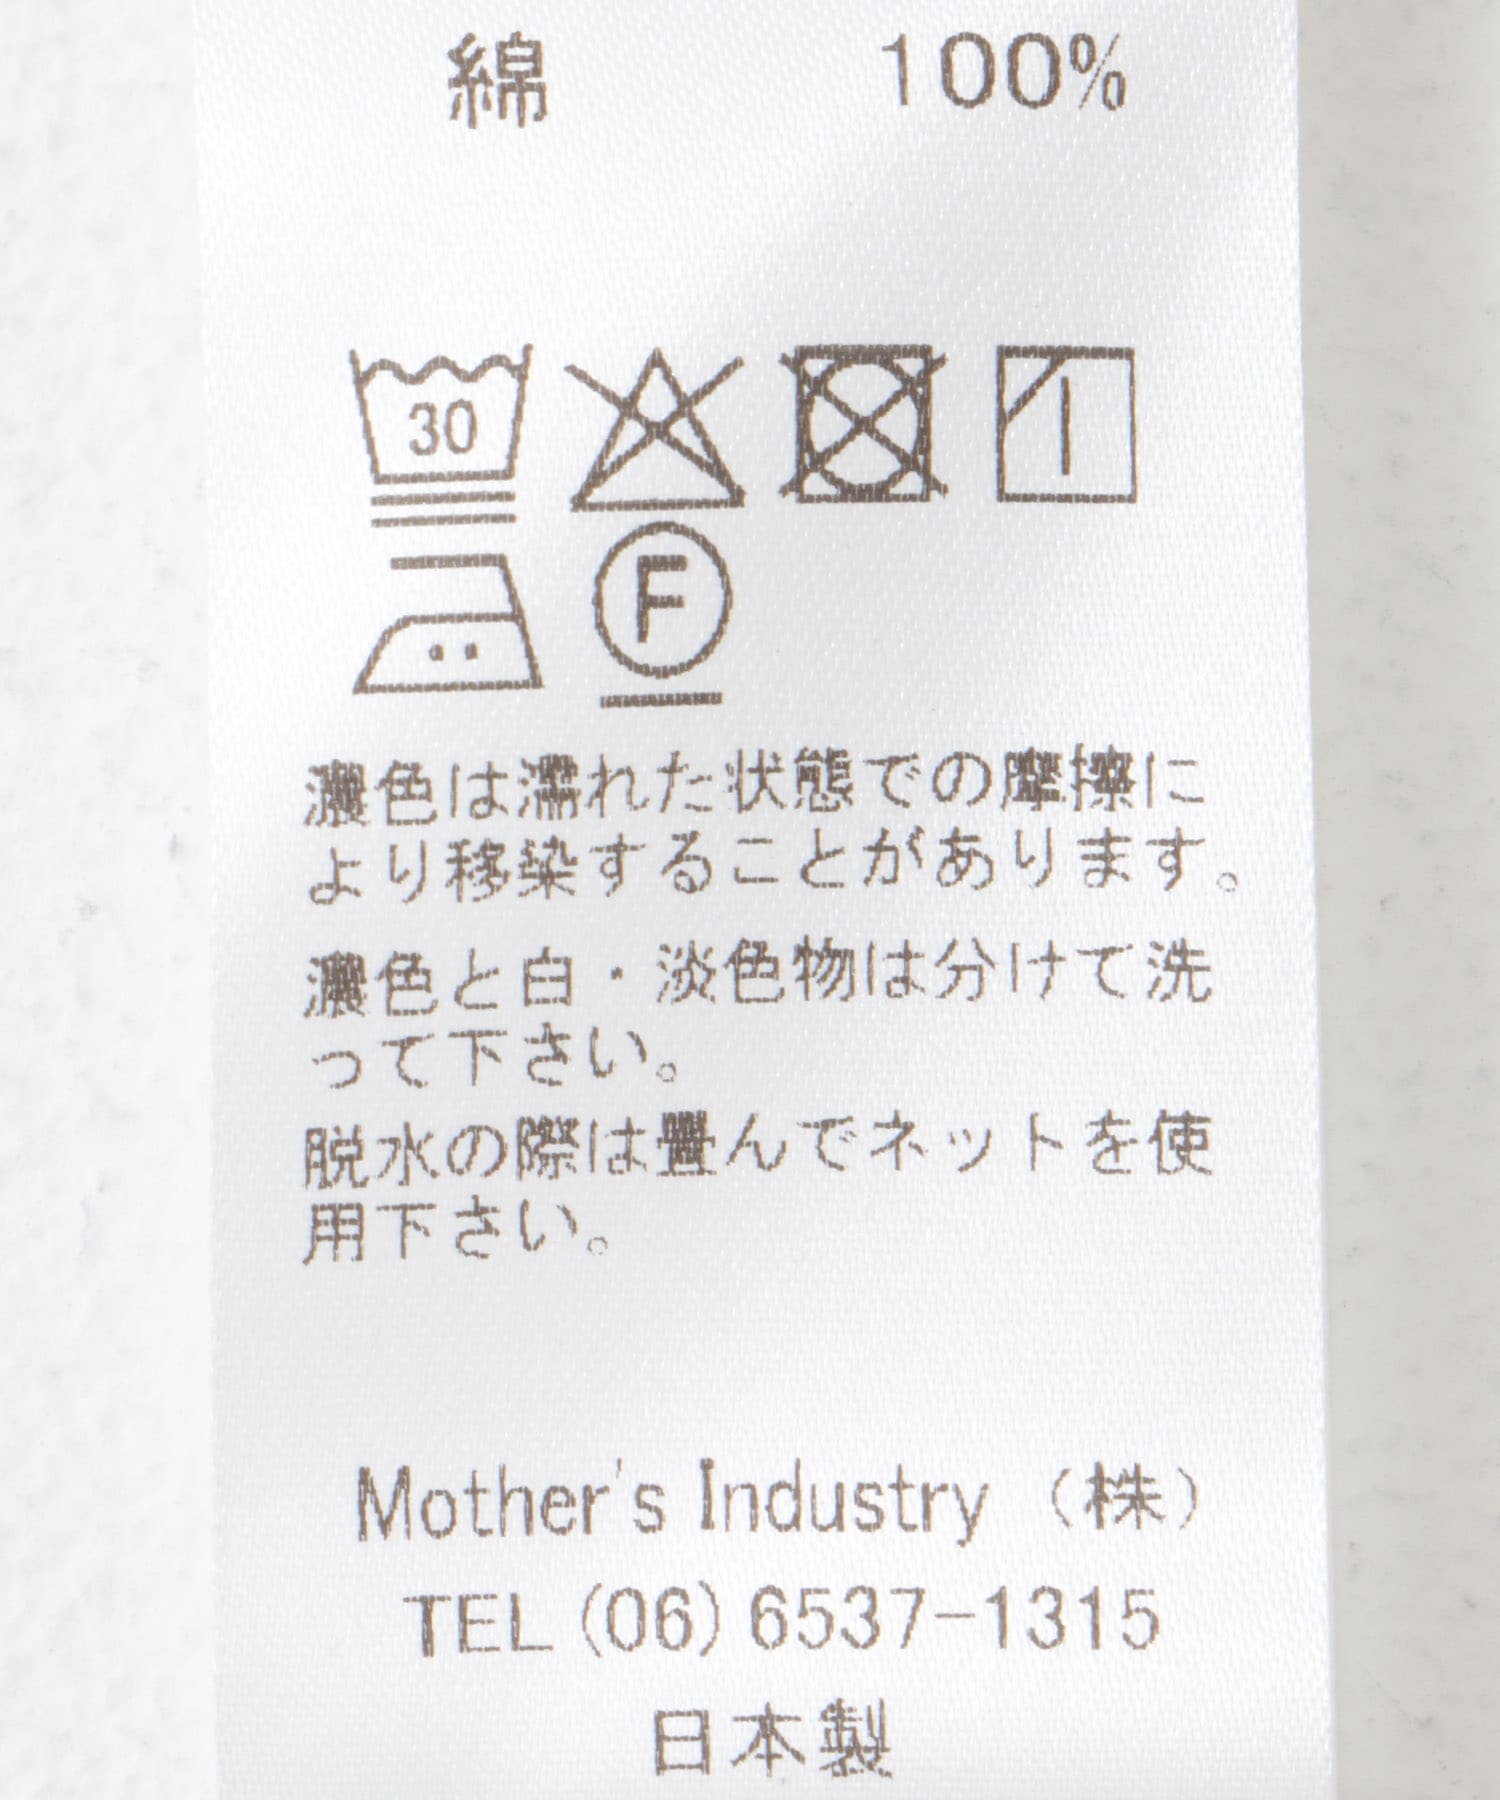 綿 100%
30
F
濃色は濡れた状態での摩擦に
より移染することがあります。
濃色と白・淡色物は分けて洗
って下さい。
脱水の際は畳んでネットを使
用下さい。
Mother's Industry (株)
TEL(06)6537-1315
日本製